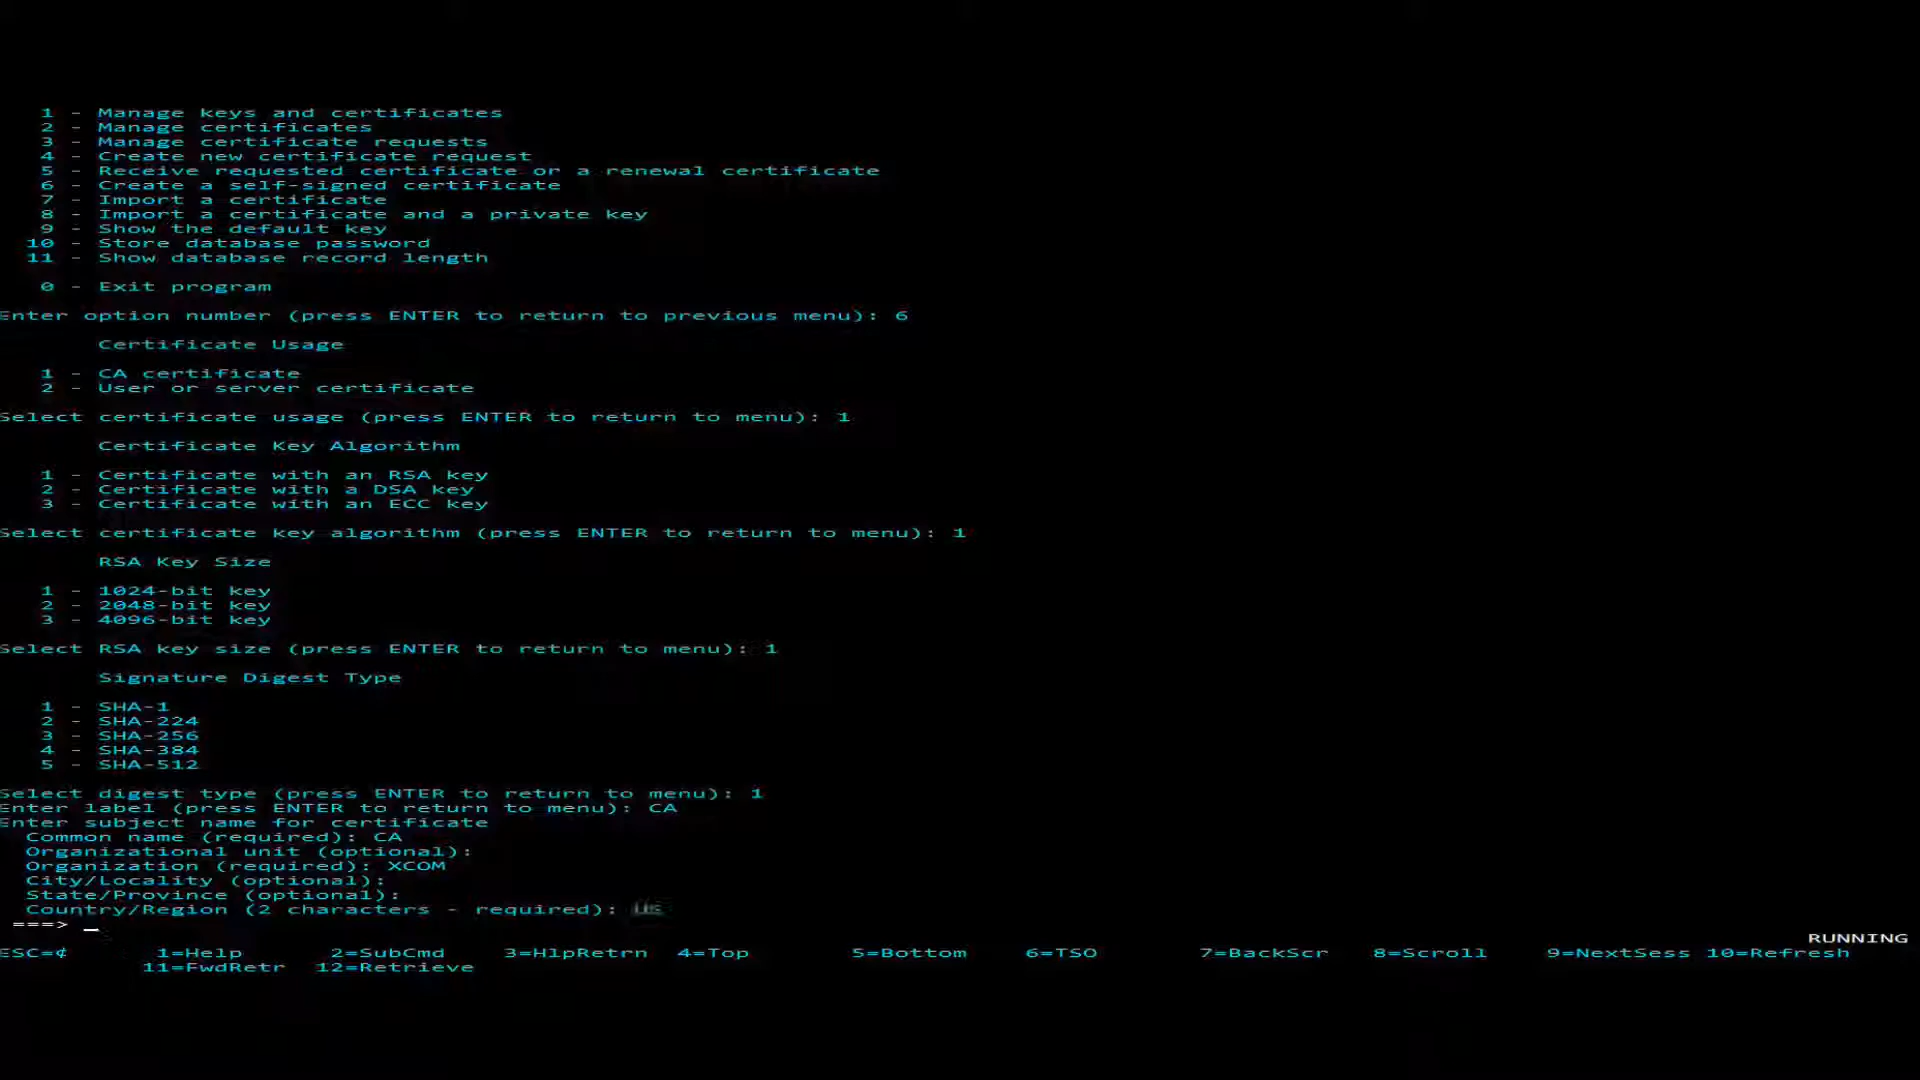 1 - Manage keys and certificates
2 - Manage certificates
3 - Manage certificate requests
4 - Create new certificate request
5 - Receive requested certificate or a renewal certificate
6 - Create a self-signed certificate
7 - Import a certificate
8 - Import a certificate and a private key
9 - Show the default key
10 - Store database password
11 - Show database record length
0 - Exit program
Enter option number (press ENTER to return to previous menu): 6
Certificate Usage
1 - CA certificate
2 - User or server certificate
Select certificate usage (press ENTER to return to menu): 1
Certificate Key Algorithm
1 - Certificate with an RSA key
2 - Certificate with a DSA key
3 - Certificate with an ECC key
Select certificate key algorithm (press ENTER to return to menu): 1
RSA Key Size
1 - 1024-bit key
2 - 2048-bit key
3 - 4096-bit key
Select RSA key size (press ENTER to return to menu): 1
Signature Digest Type
1 - SHA-1
2 - SHA-224
3 - SHA-256
4 - SHA-384
5 - SHA-512
Select digest type (press ENTER to return to menu): 1
Enter label (press ENTER to return to menu): CA
Enter subject name for certificate
Common name (required): CA
Organizational unit (optional):
Organization (required): XCOM
City/Locality (optional):
State/Province (optional):
Country/Region (2 characters - required):
===> _
RUNNING
ESC=¢ 1=Help 2=SubCmd 3=HlpRetrn 4=Top 5=Bottom 6=TSO 7=BackScr 8=Scroll 9=NextSess 10=Refresh
11=FwdRetr 12=Retrieve